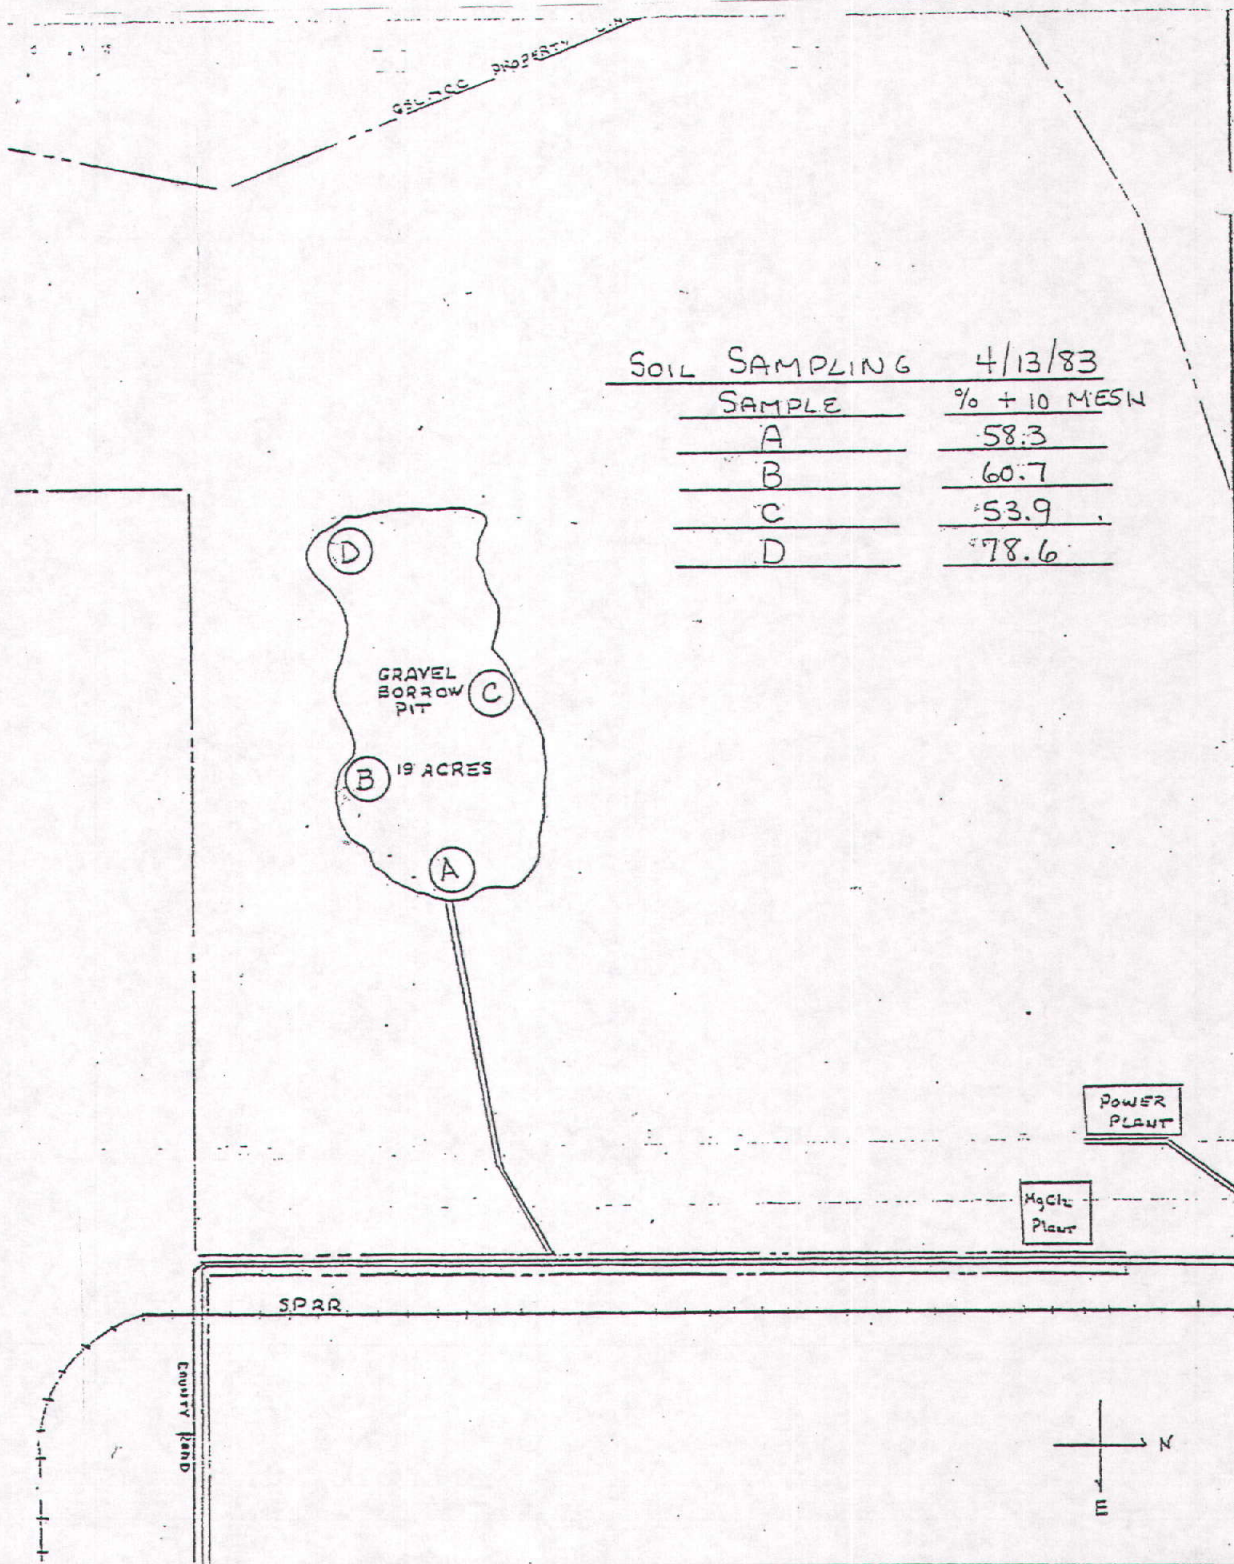 PROPERTY
SOIL SAMPLING 4/13/83
SAMPLE % + 10 MESH
A 58.3
B 60.7
C 53.9
D 78.6
D
GRAVEL
BORROW
PIT
C
B
19 ACRES
A
POWER
PLANT
MgCl2
PLANT
SPRR
COUNTY ROAD
N
E